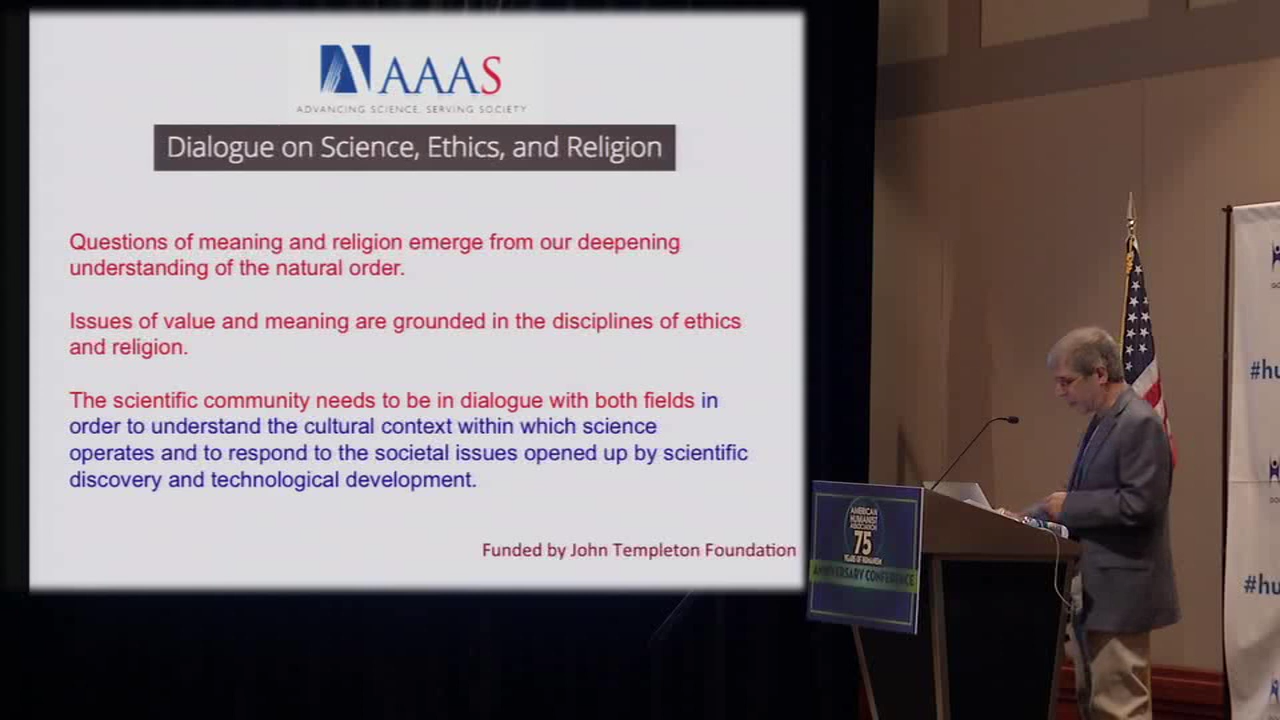 AAAS
ADVANCING SCIENCE, SERVING SOCIETY
Dialogue on Science, Ethics, and Religion
Questions of meaning and religion emerge from our deepening
understanding of the natural order.
Issues of value and meaning are grounded in the disciplines of ethics
and religion.
The scientific community needs to be in dialogue with both fields in
order to understand the cultural context within which science
operates and to respond to the societal issues opened up by scientific
discovery and technological development.
Funded by John Templeton Foundation
AMERICAN
HUMANIST
ASSOCIATION
75
YEARS OF HUMANISM
ANNIVERSARY CONFERENCE
#hu
#hu